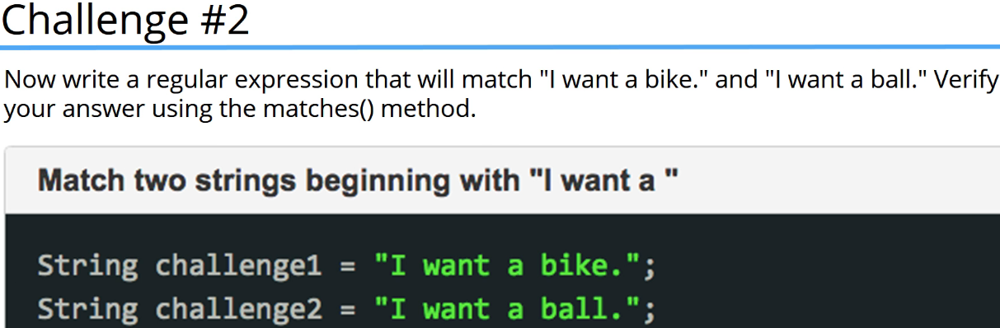 Challenge #2
Now write a regular expression that will match "I want a bike." and "I want a ball." Verify
your answer using the matches() method.
Match two strings beginning with "I want a "
String challenge1 = "I want a bike.";
String challenge2 = "I want a ball.";